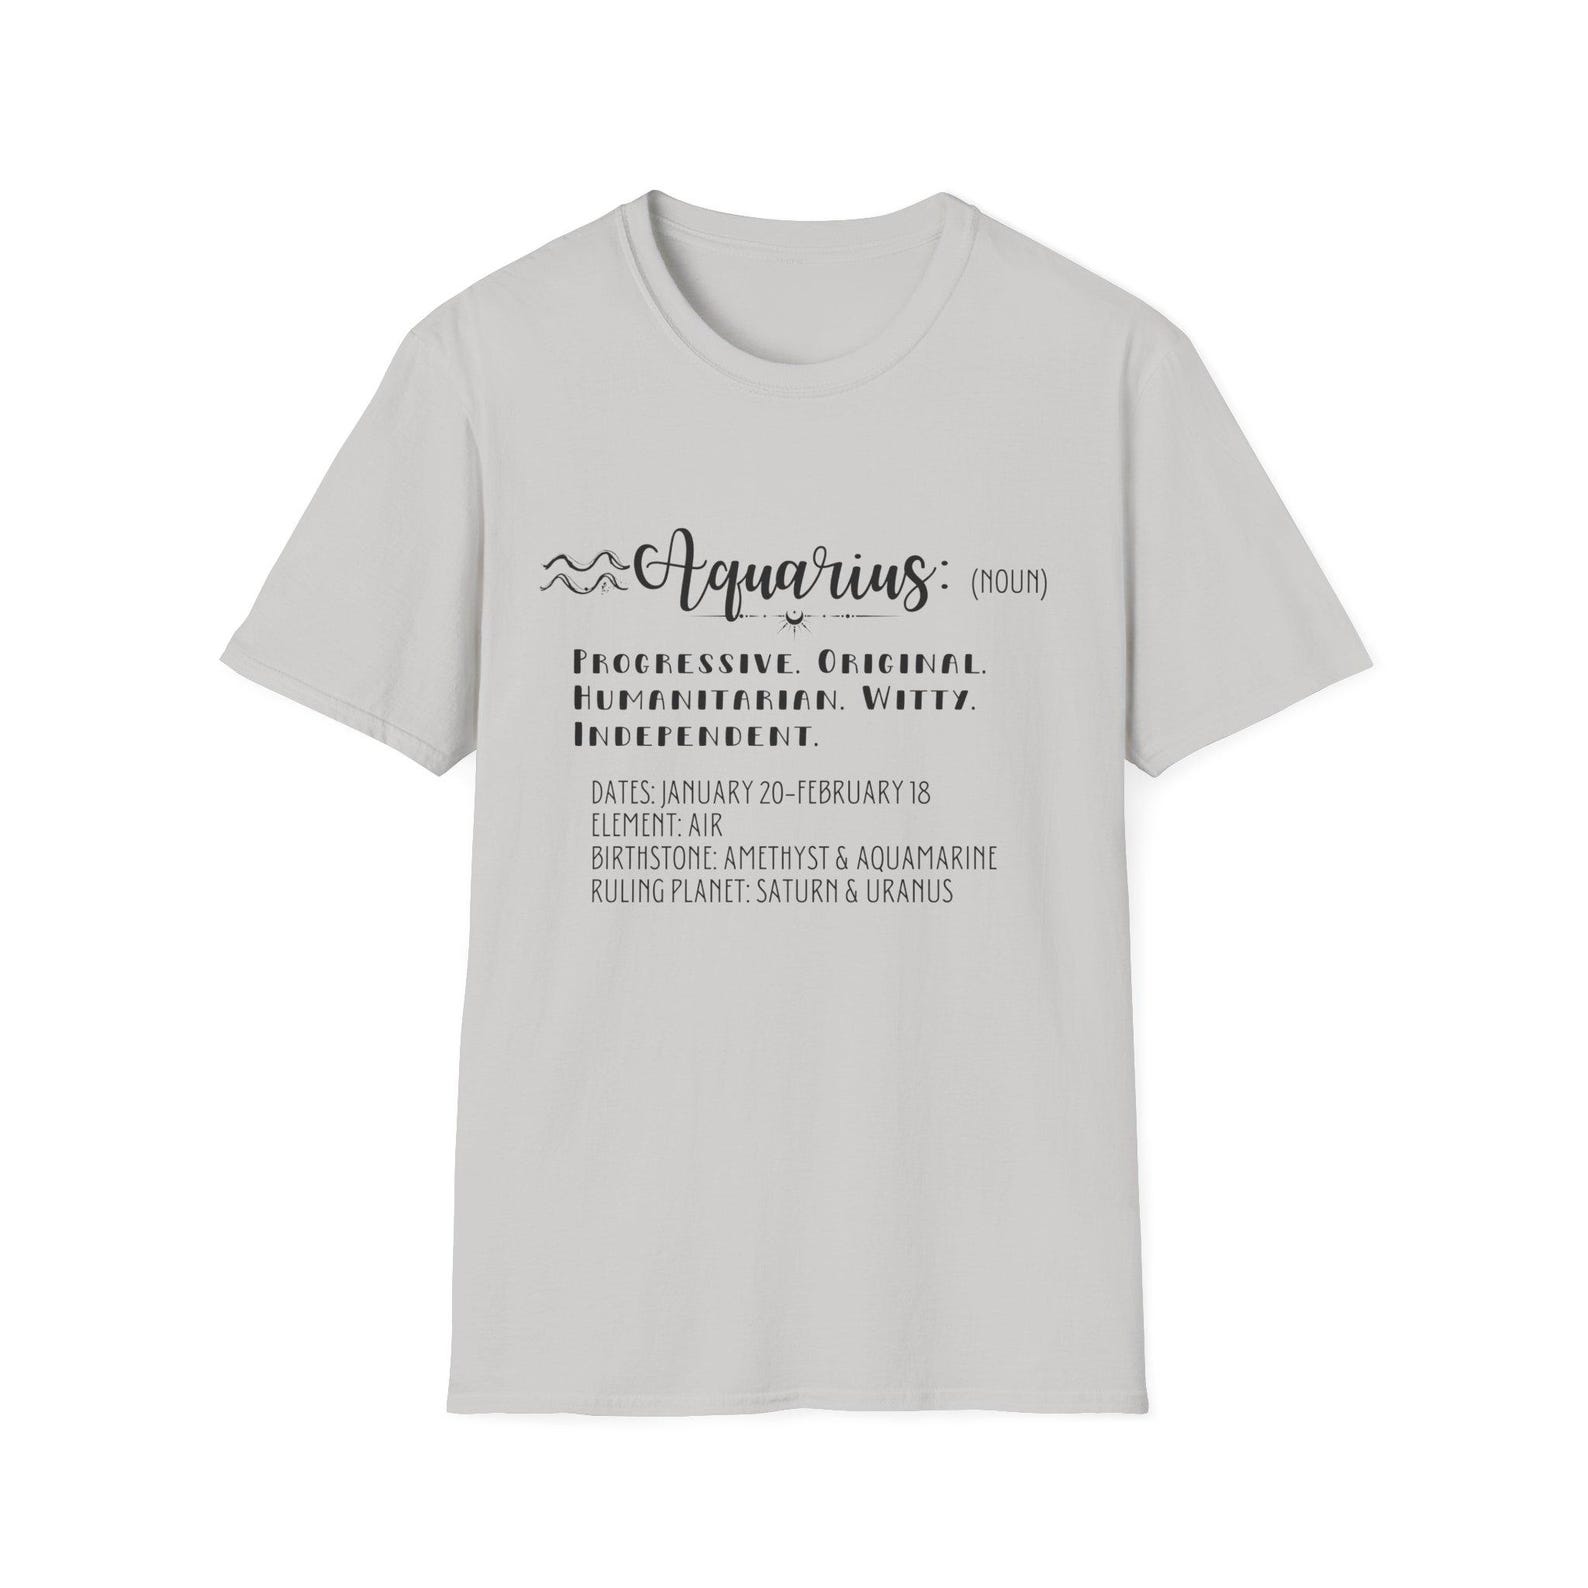 Aquarius: (NOUN)
PROGRESSIVE. ORIGINAL.
HUMANITARIAN. WITTY.
INDEPENDENT.
DATES: JANUARY 20-FEBRUARY 18
ELEMENT: AIR
BIRTHSTONE: AMETHYST & AQUAMARINE
RULING PLANET: SATURN & URANUS